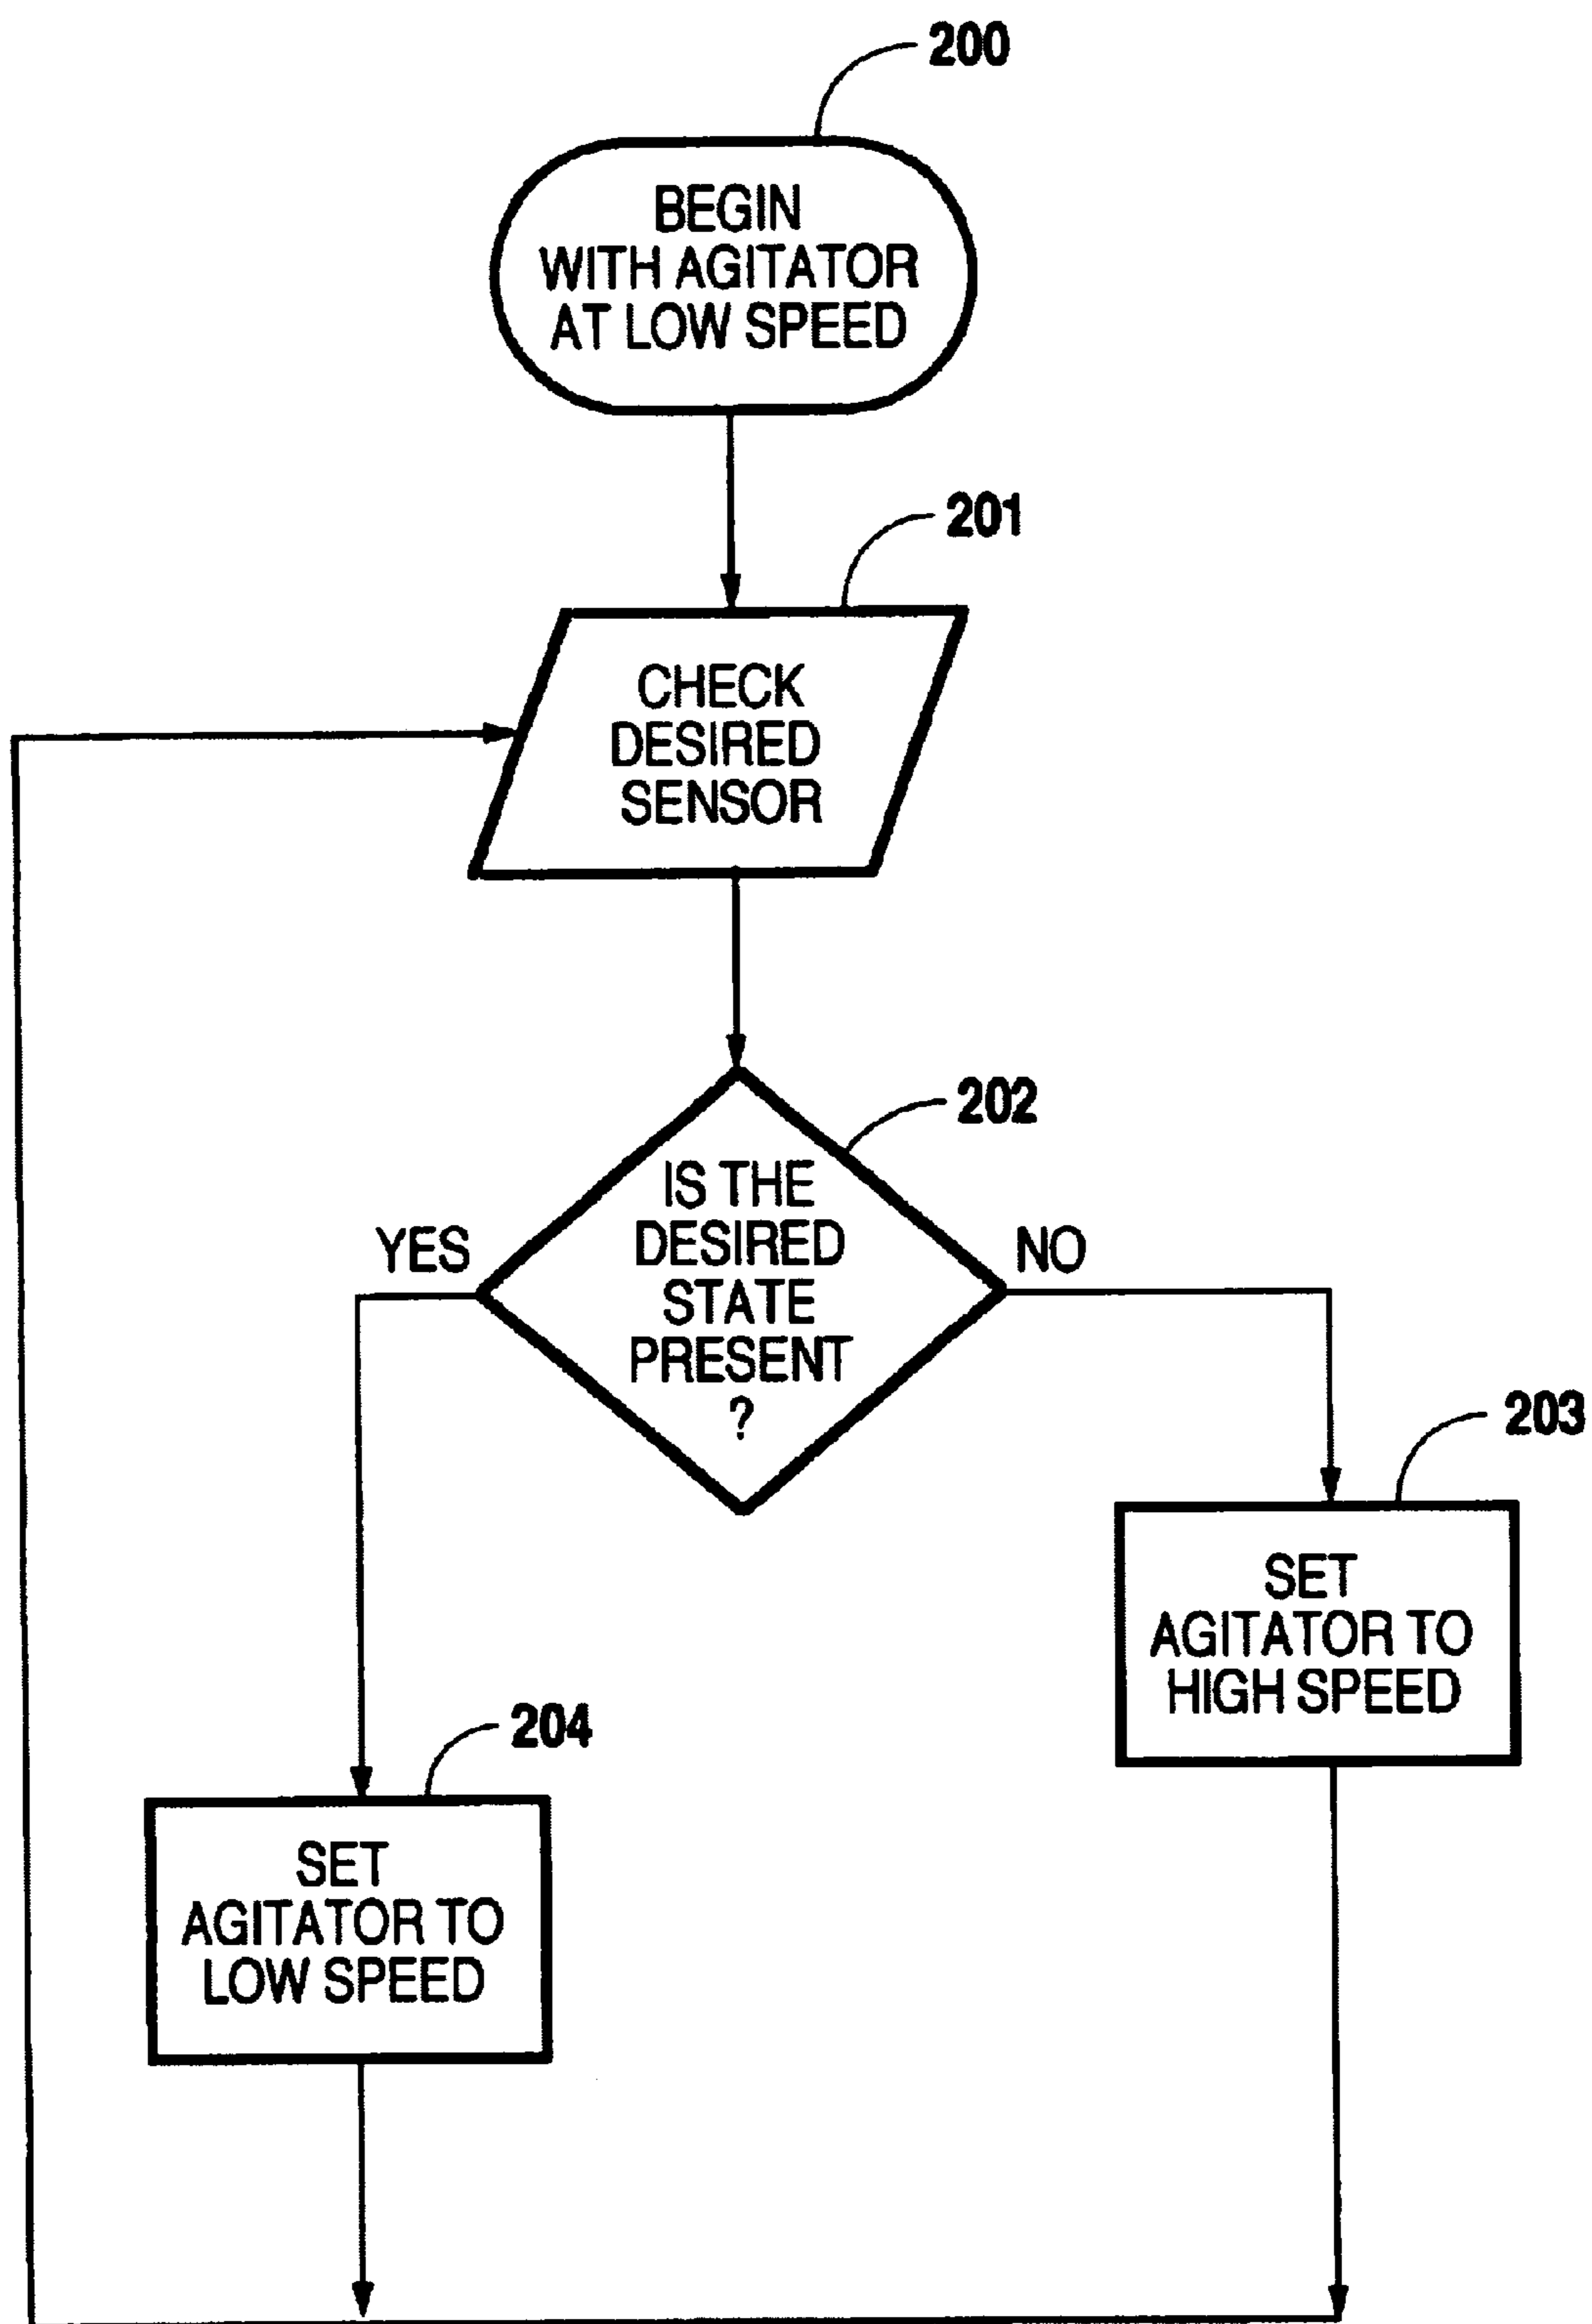 200
BEGIN
WITH AGITATOR
AT LOW SPEED
201
CHECK
DESIRED
SENSOR
202
IS THE
DESIRED
STATE
PRESENT
?
YES
NO
203
SET
AGITATOR TO
HIGH SPEED
204
SET
AGITATOR TO
LOW SPEED